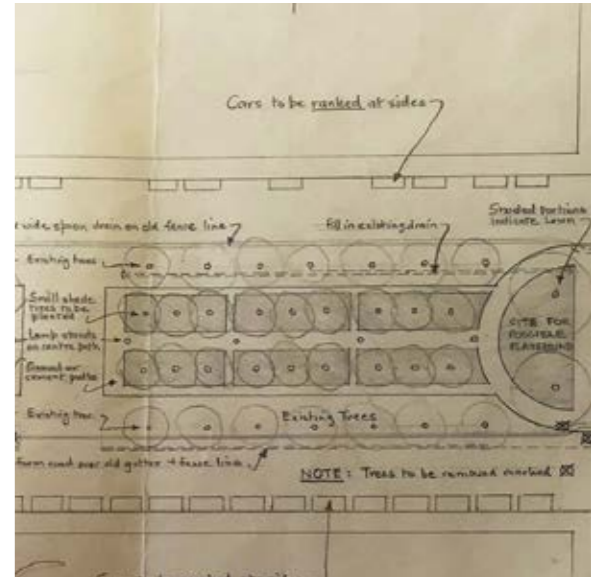 Cars to be ranked at sides
wide spoon drain on old fence line
Fill in existing drain
Shaded portions
indicate Lawn
Existing trees
Small shade
trees to be
planted
Lamp stands
on centre path
SITE FOR
POSSIBLE
PLAYGROUND
Gravel or
cement paths
Existing trees
Existing Trees
form road over old gutter + fence line
NOTE: Trees to be removed marked